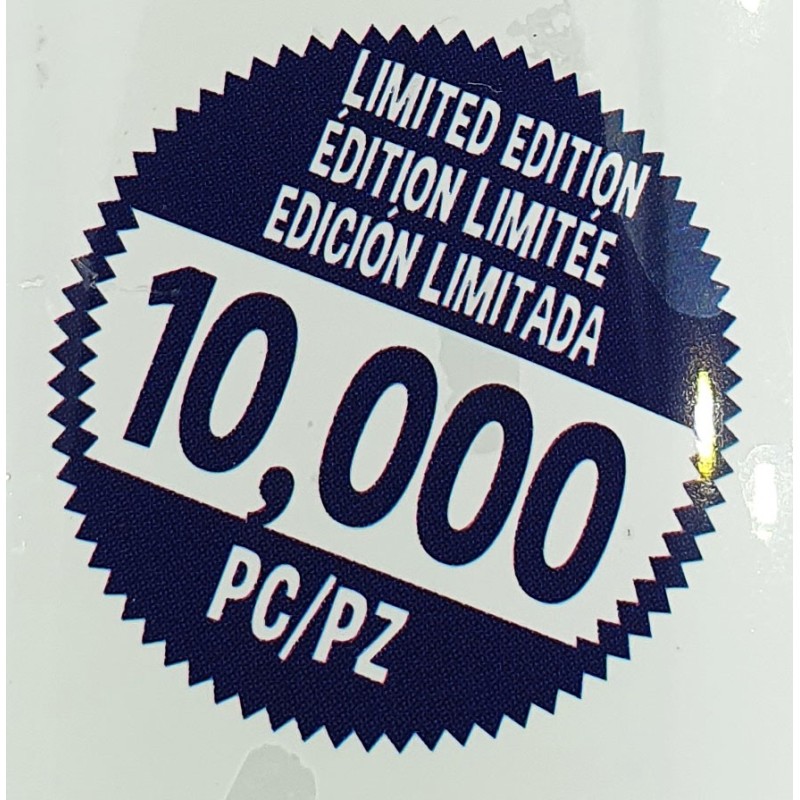 LIMITED EDITION
ÉDITION LIMITÉE
EDICIÓN LIMITADA
10,000
PC/PZ